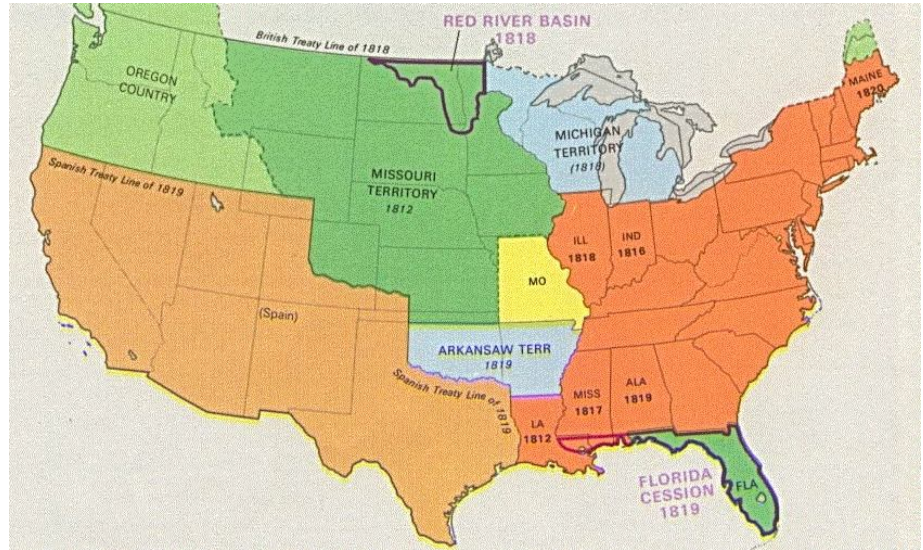 RED RIVER BASIN
1818
British Treaty Line of 1818
OREGON
COUNTRY
MAINE
1820
MICHIGAN
TERRITORY
(1818)
Spanish Treaty Line of 1819
MISSOURI
TERRITORY
1812
ILL
1818
IND
1816
MO
(Spain)
ARKANSAW TERR
1819
Spanish Treaty Line of 1819
MISS
1817
ALA
1819
LA
1812
FLORIDA
CESSION
1819
FLA